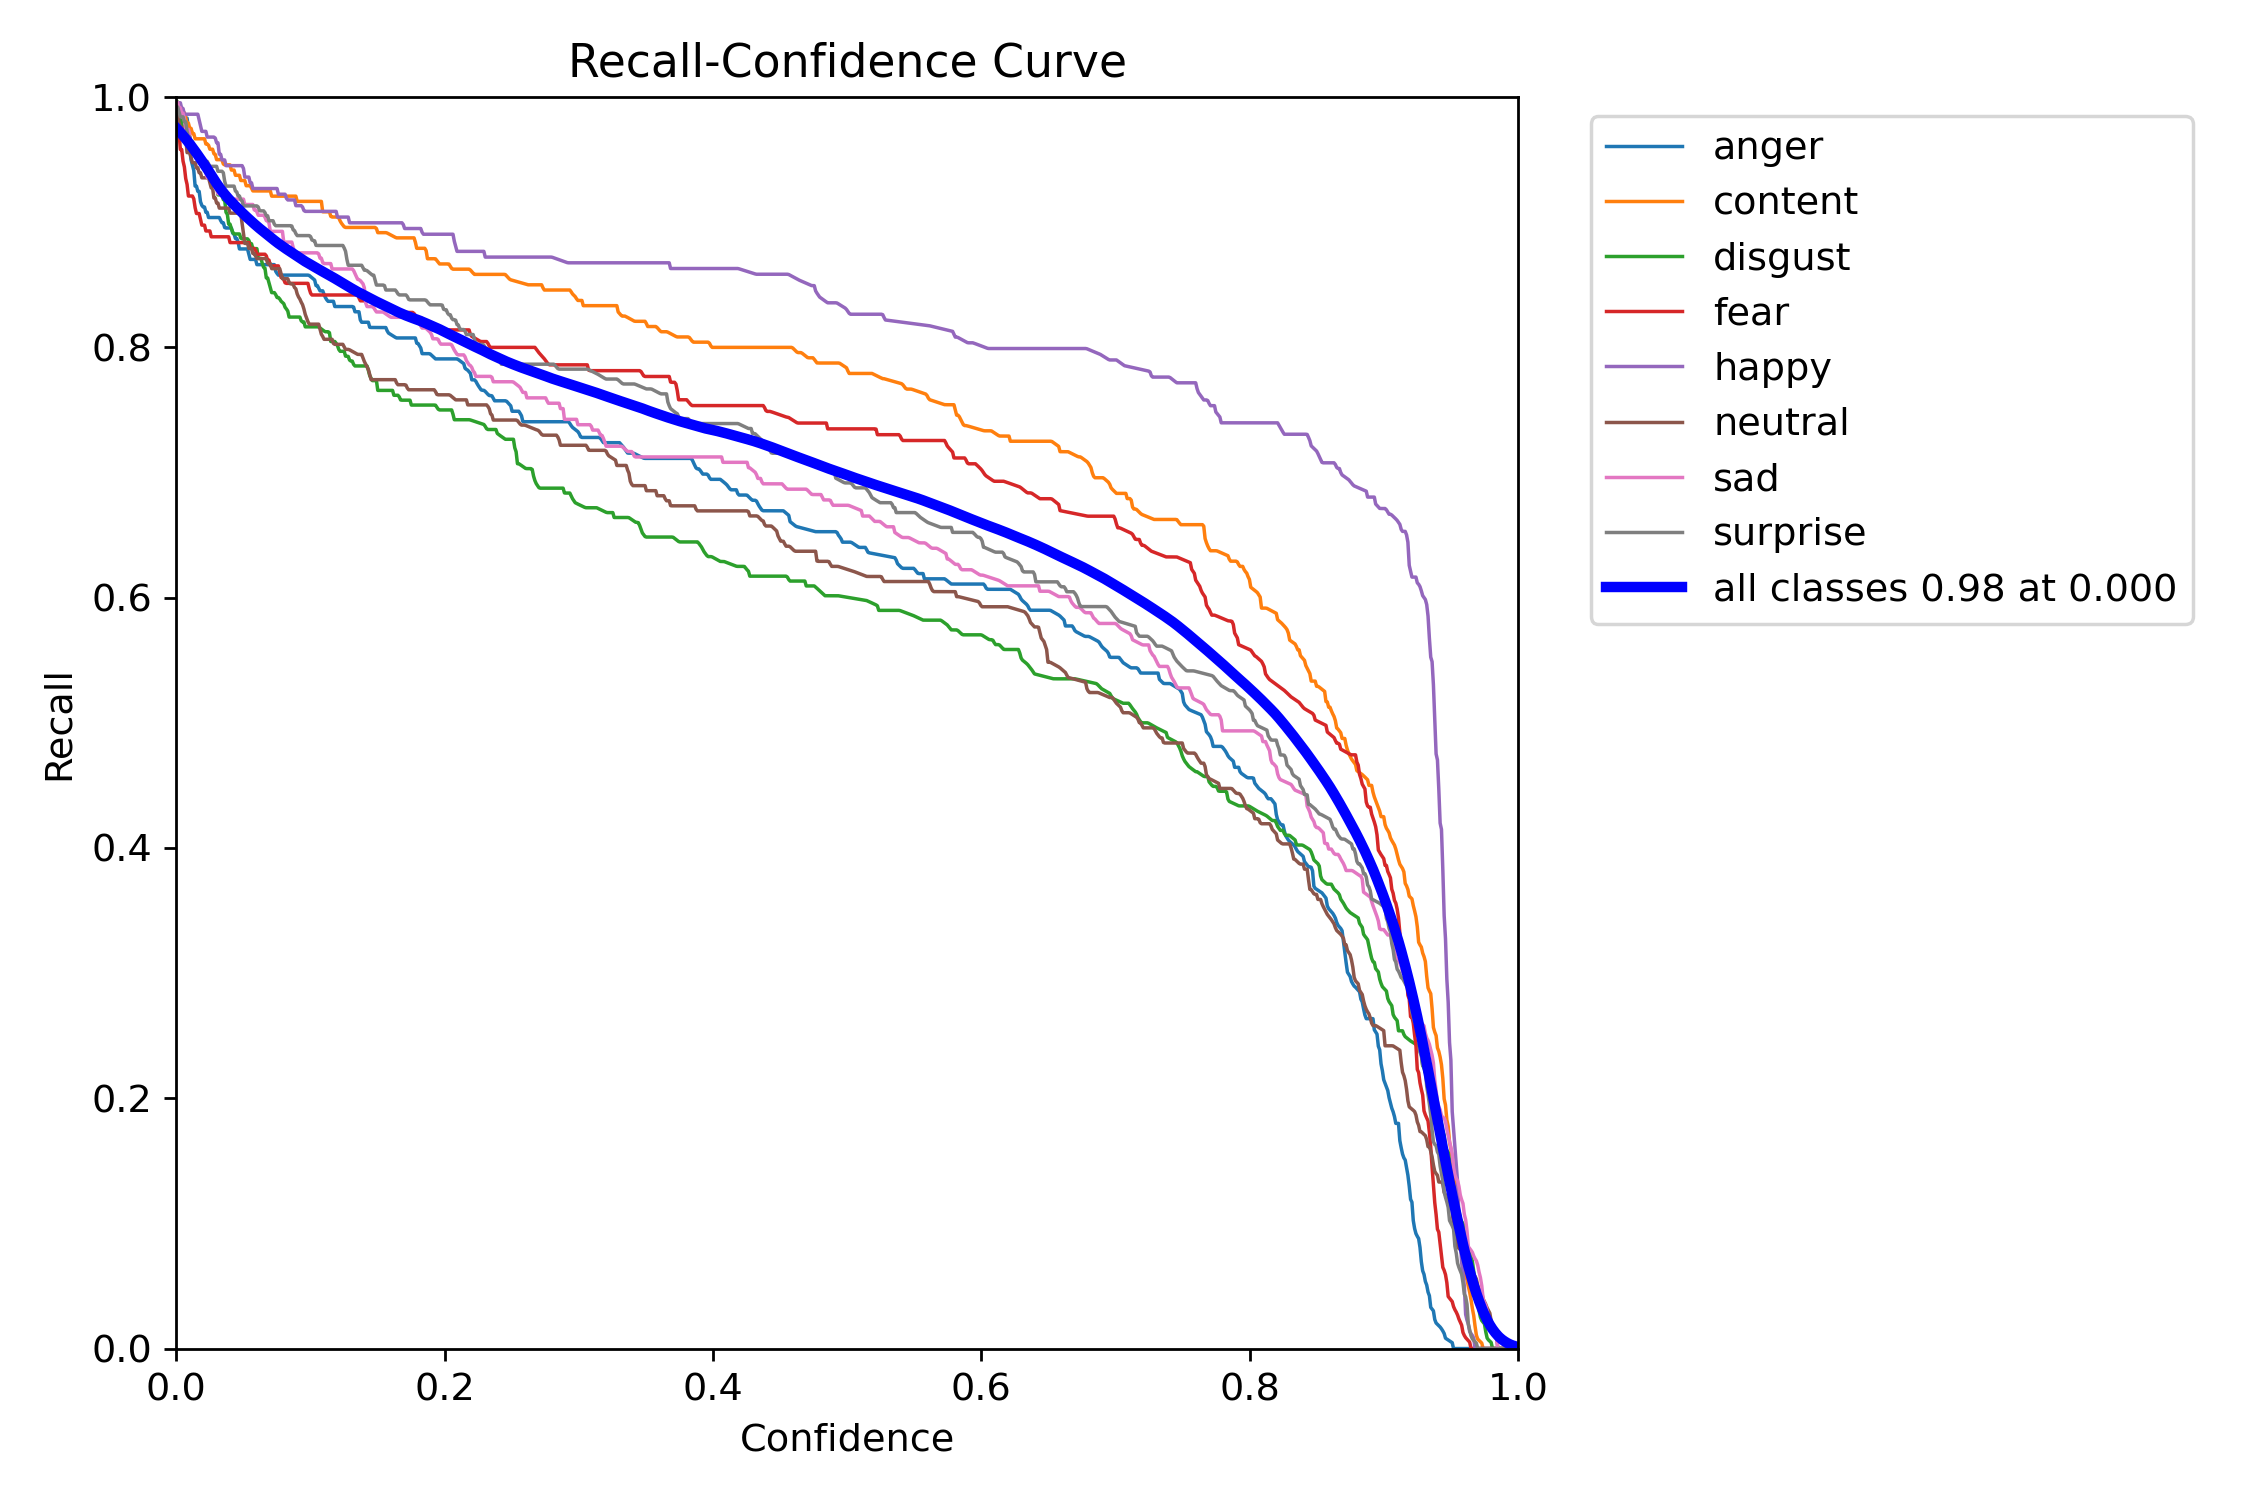 Recall-Confidence Curve
1.0
0.8
0.6
0.4
0.2
0.0
Recall
0.0 0.2 0.4 0.6 0.8 1.0
Confidence
anger
content
disgust
fear
happy
neutral
sad
surprise
all classes 0.98 at 0.000